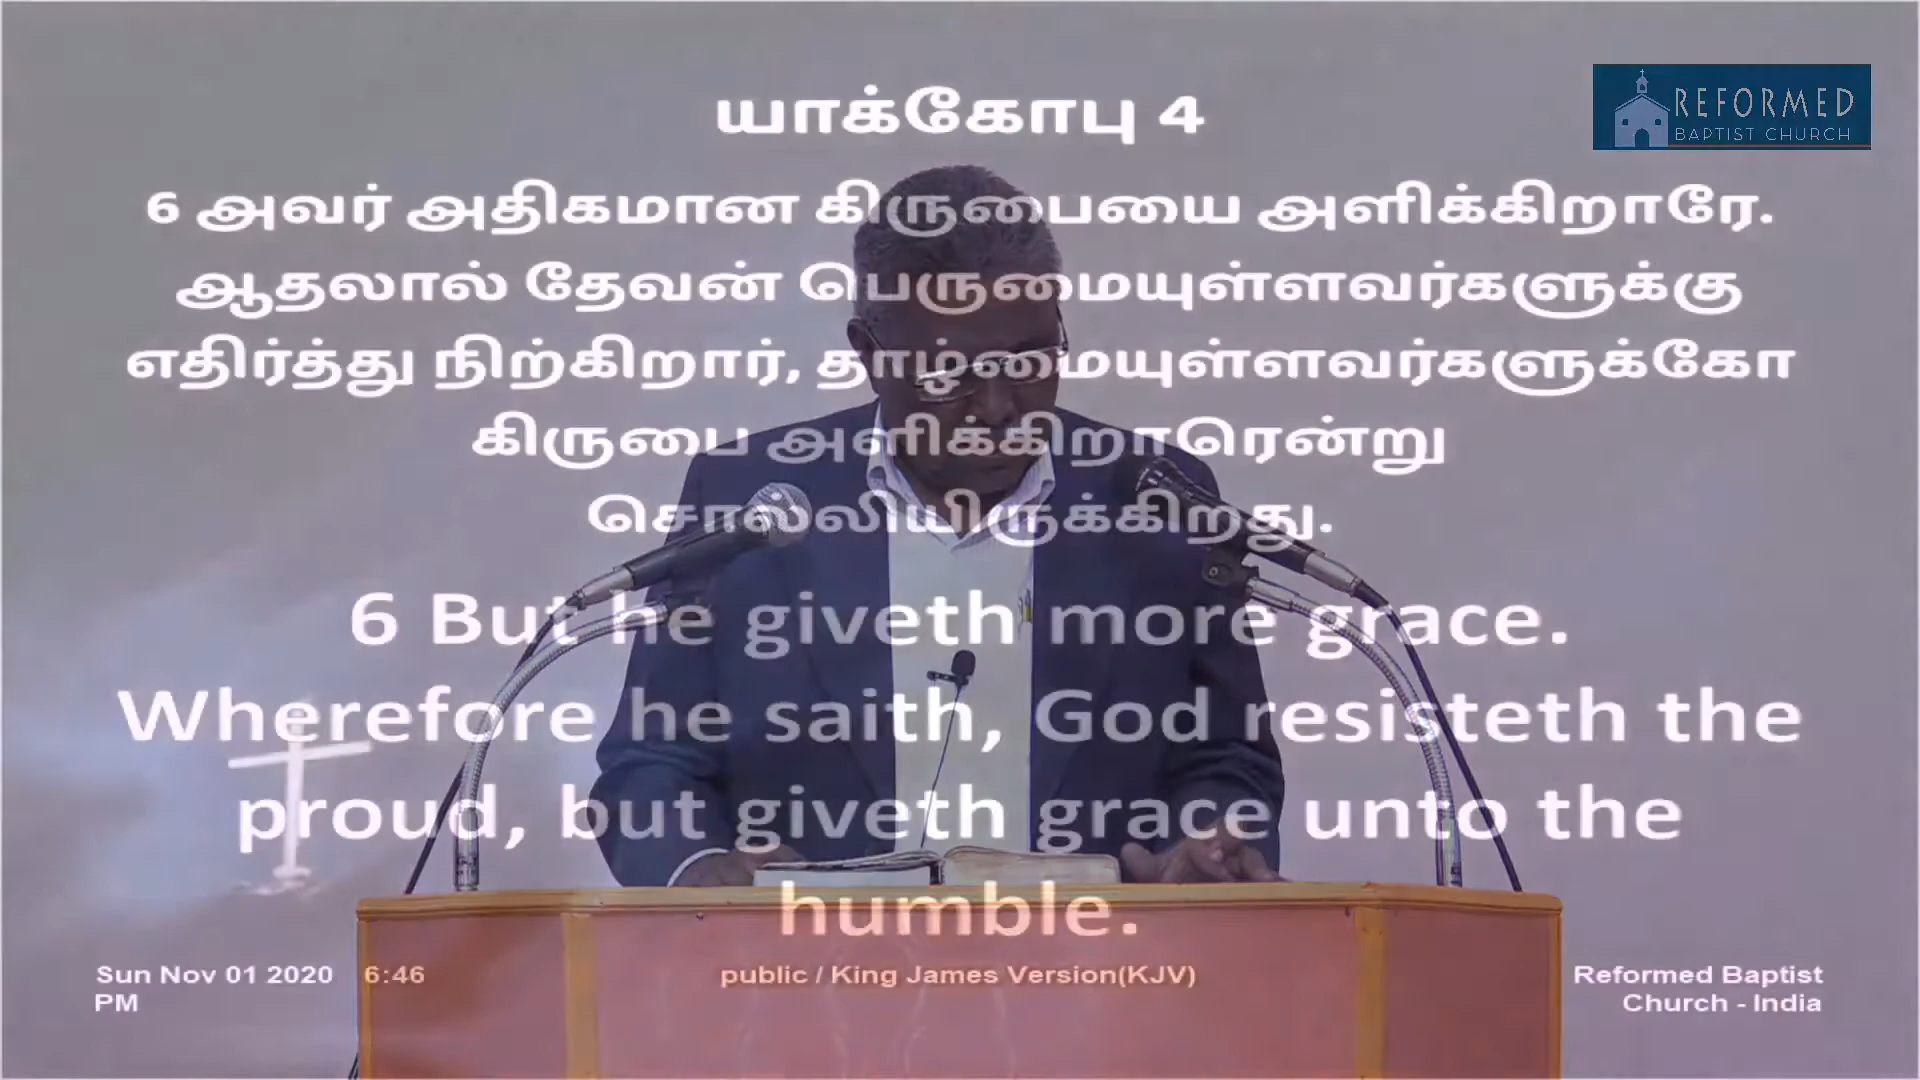 யாக்கோபு 4
REFORMED
BAPTIST CHURCH
6 அவர் அதிகமான கிருபையை அளிக்கிறாரே.
ஆதலால் தேவன் பெருமையுள்ளவர்களுக்கு
எதிர்த்து நிற்கிறார், தாழ்மையுள்ளவர்களுக்கோ
கிருபை அளிக்கிறாரென்று
சொல்லியிருக்கிறது.
6 But he giveth more grace.
Wherefore he saith, God resisteth the
proud, but giveth grace unto the
humble.
Sun Nov 01 2020 6:46
PM
public / King James Version(KJV)
Reformed Baptist
Church - India